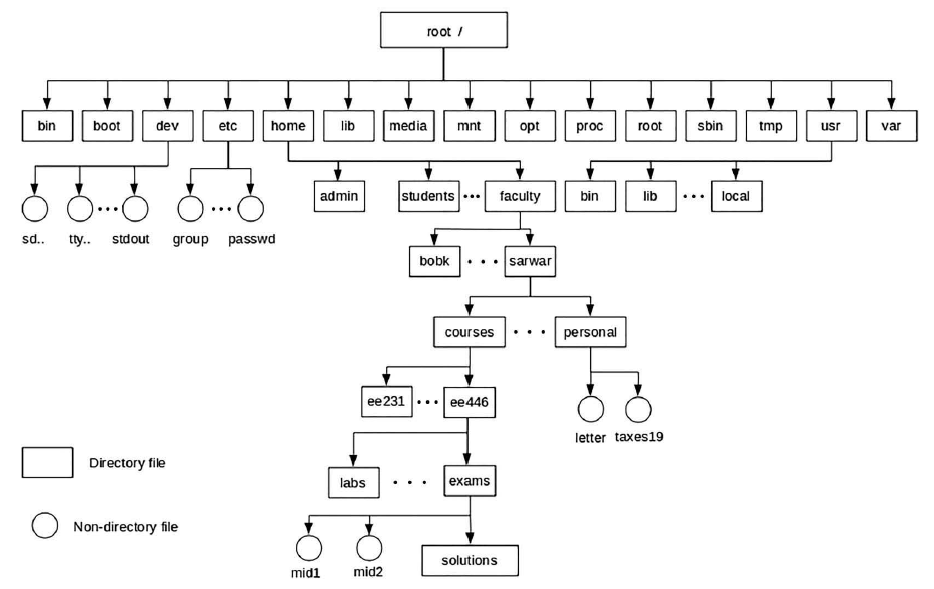 root /
bin boot dev etc home lib media mnt opt proc root sbin tmp usr var
admin students ... faculty bin lib ... local
sd.. tty.. ... stdout group ... passwd
bobk ... sarwar
courses ... personal
ee231 ... ee446
letter taxes19
Directory file
labs ... exams
Non-directory file
mid1 mid2 solutions